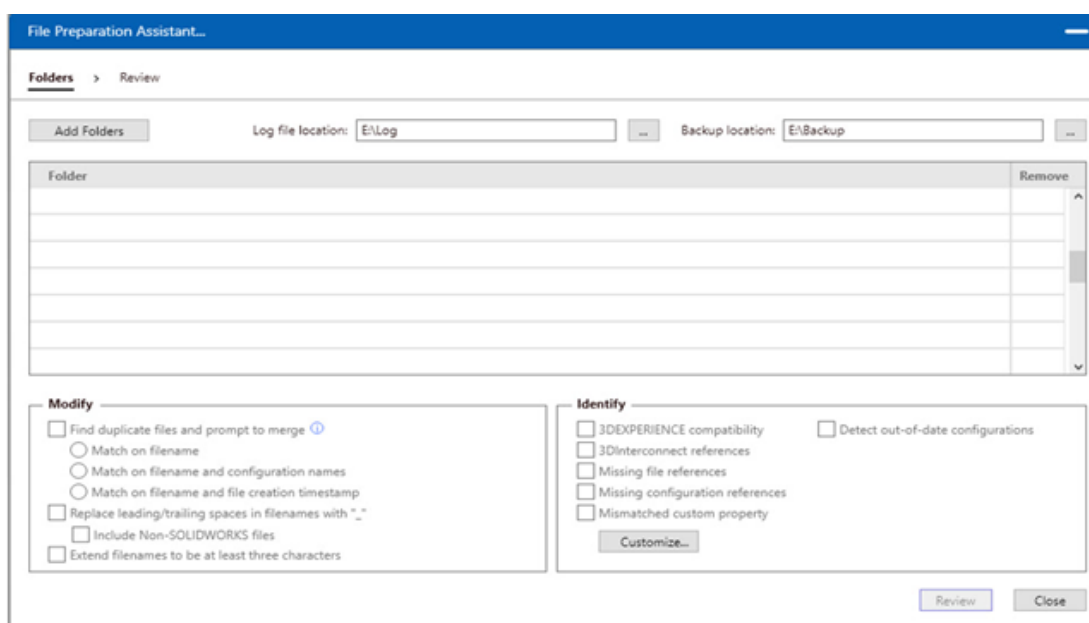 File Preparation Assistant...
Folders > Review
Add Folders Log file location: E:\Log ... Backup location: E:\Backup ...
Folder Remove
Modify
Find duplicate files and prompt to merge
Match on filename
Match on filename and configuration names
Match on filename and file creation timestamp
Replace leading/trailing spaces in filenames with "_"
Include Non-SOLIDWORKS files
Extend filenames to be at least three characters
Identify
3DEXPERIENCE compatibility Detect out-of-date configurations
3DInterconnect references
Missing file references
Missing configuration references
Mismatched custom property
Customize...
Review Close